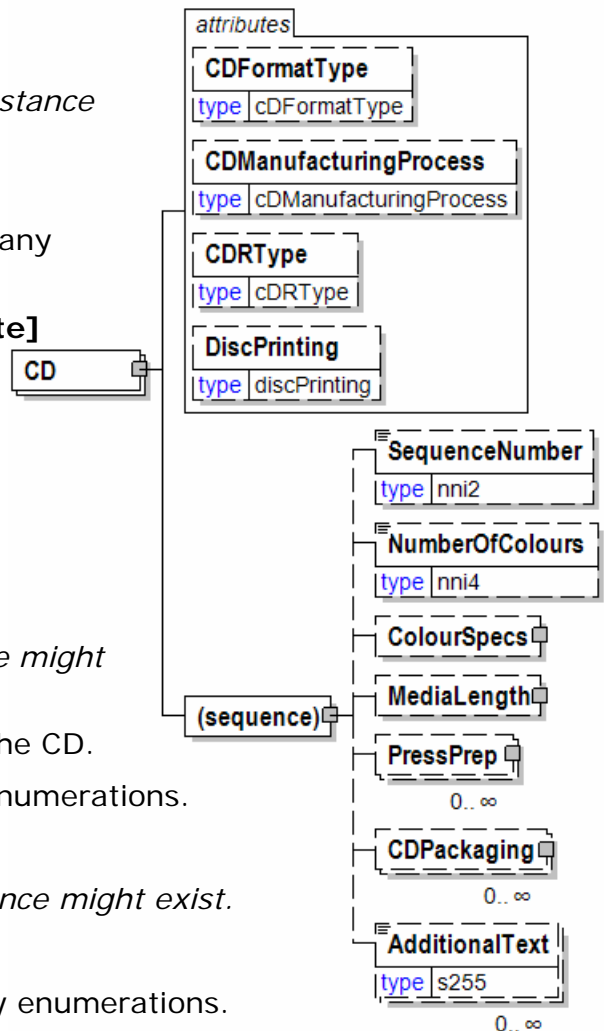 attributes
CDFormatType
type cDFormatType
stance
CDManufacturingProcess
type cDManufacturingProcess
any
CDRType
type cDRType
te]
DiscPrinting
type discPrinting
CD
SequenceNumber
type nni2
NumberOfColours
type nni4
ColourSpecs
e might
MediaLength
(sequence)
he CD.
PressPrep
numerations.
0.. ∞
CDPackaging
0.. ∞
nce might exist.
AdditionalText
type s255
y enumerations.
0.. ∞